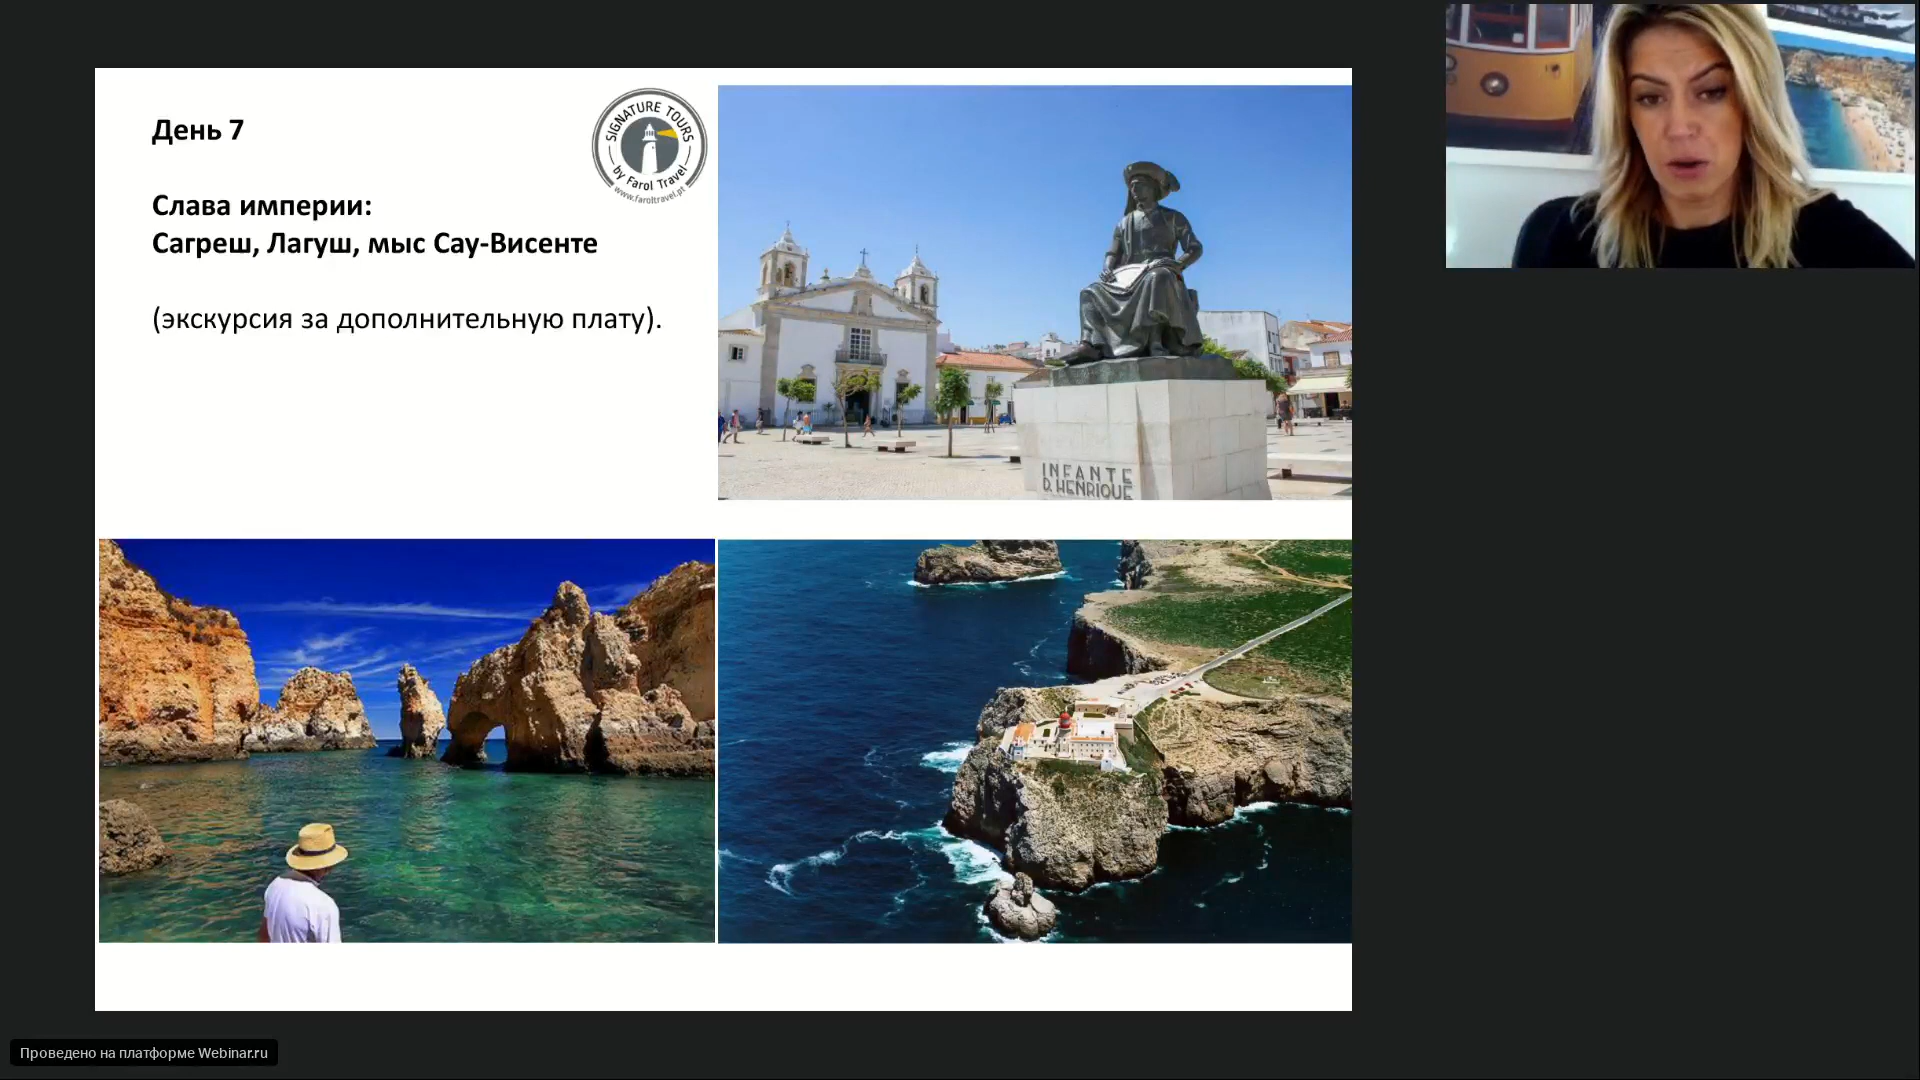 День 7
SIGNATURE TOURS
by Farol Travel
www.faroltravel.pt
Слава империи:
Сагреш, Лагуш, мыс Сау-Висенте
(экскурсия за дополнительную плату).
INFANTE
D. HENRIQUE
Проведено на платформе Webinar.ru